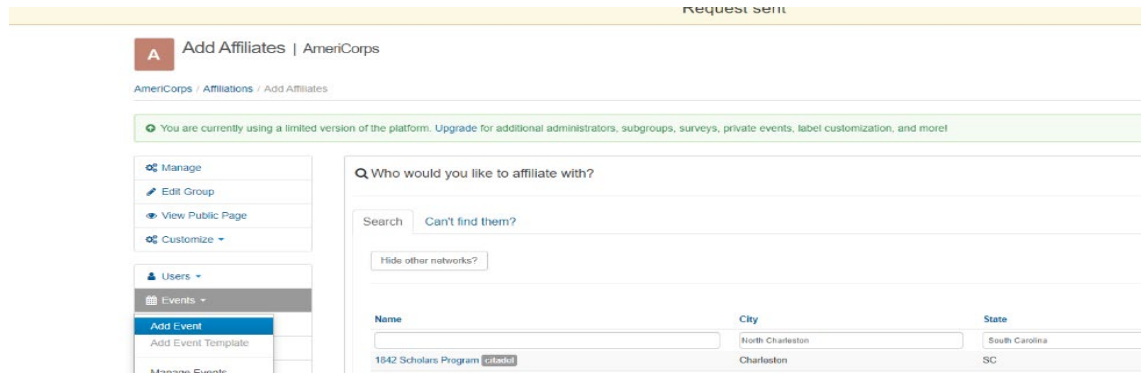 Request sent
A
Add Affiliates | AmeriCorps
AmeriCorps / Affiliations / Add Affiliates
You are currently using a limited version of the platform. Upgrade for additional administrators, subgroups, surveys, private events, label customization, and more!
Manage
Edit Group
View Public Page
Customize
Users
Events
Add Event
Add Event Template
Manage Events
Who would you like to affiliate with?
Search Can't find them?
Hide other networks?
Name City State
North Charleston South Carolina
1842 Scholars Program citadel Charleston SC